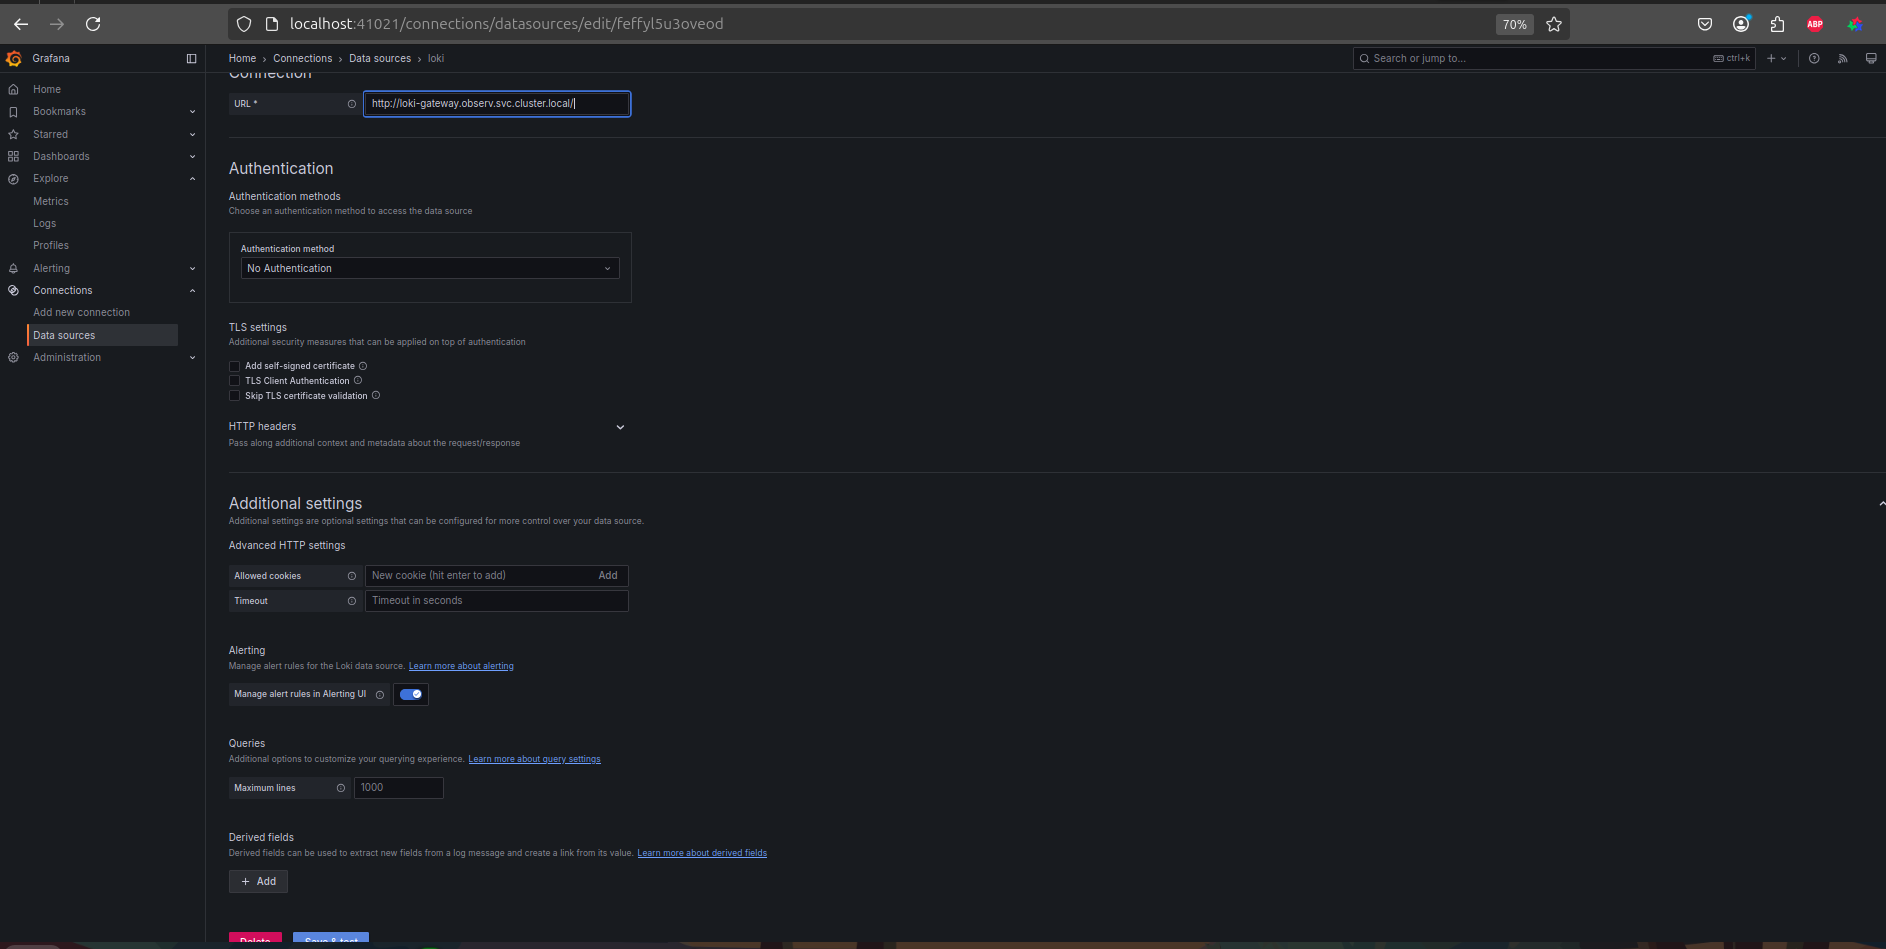 localhost:41021/connections/datasources/edit/feffyl5u3oveod
70%
ABP
Grafana
Home › Connections › Data sources › loki
Search or jump to...
ctrl+k
Home
Bookmarks
Starred
Dashboards
Explore
Metrics
Logs
Profiles
Alerting
Connections
Add new connection
Data sources
Administration
Connection
URL *
http://loki-gateway.observ.svc.cluster.local/
Authentication
Authentication methods
Choose an authentication method to access the data source
Authentication method
No Authentication
TLS settings
Additional security measures that can be applied on top of authentication
Add self-signed certificate
TLS Client Authentication
Skip TLS certificate validation
HTTP headers
Pass along additional context and metadata about the request/response
Additional settings
Additional settings are optional settings that can be configured for more control over your data source.
Advanced HTTP settings
Allowed cookies
New cookie (hit enter to add)
Add
Timeout
Timeout in seconds
Alerting
Manage alert rules for the Loki data source. Learn more about alerting
Manage alert rules in Alerting UI
Queries
Additional options to customize your querying experience. Learn more about query settings
Maximum lines
1000
Derived fields
Derived fields can be used to extract new fields from a log message and create a link from its value. Learn more about derived fields
+ Add
Delete
Save & test